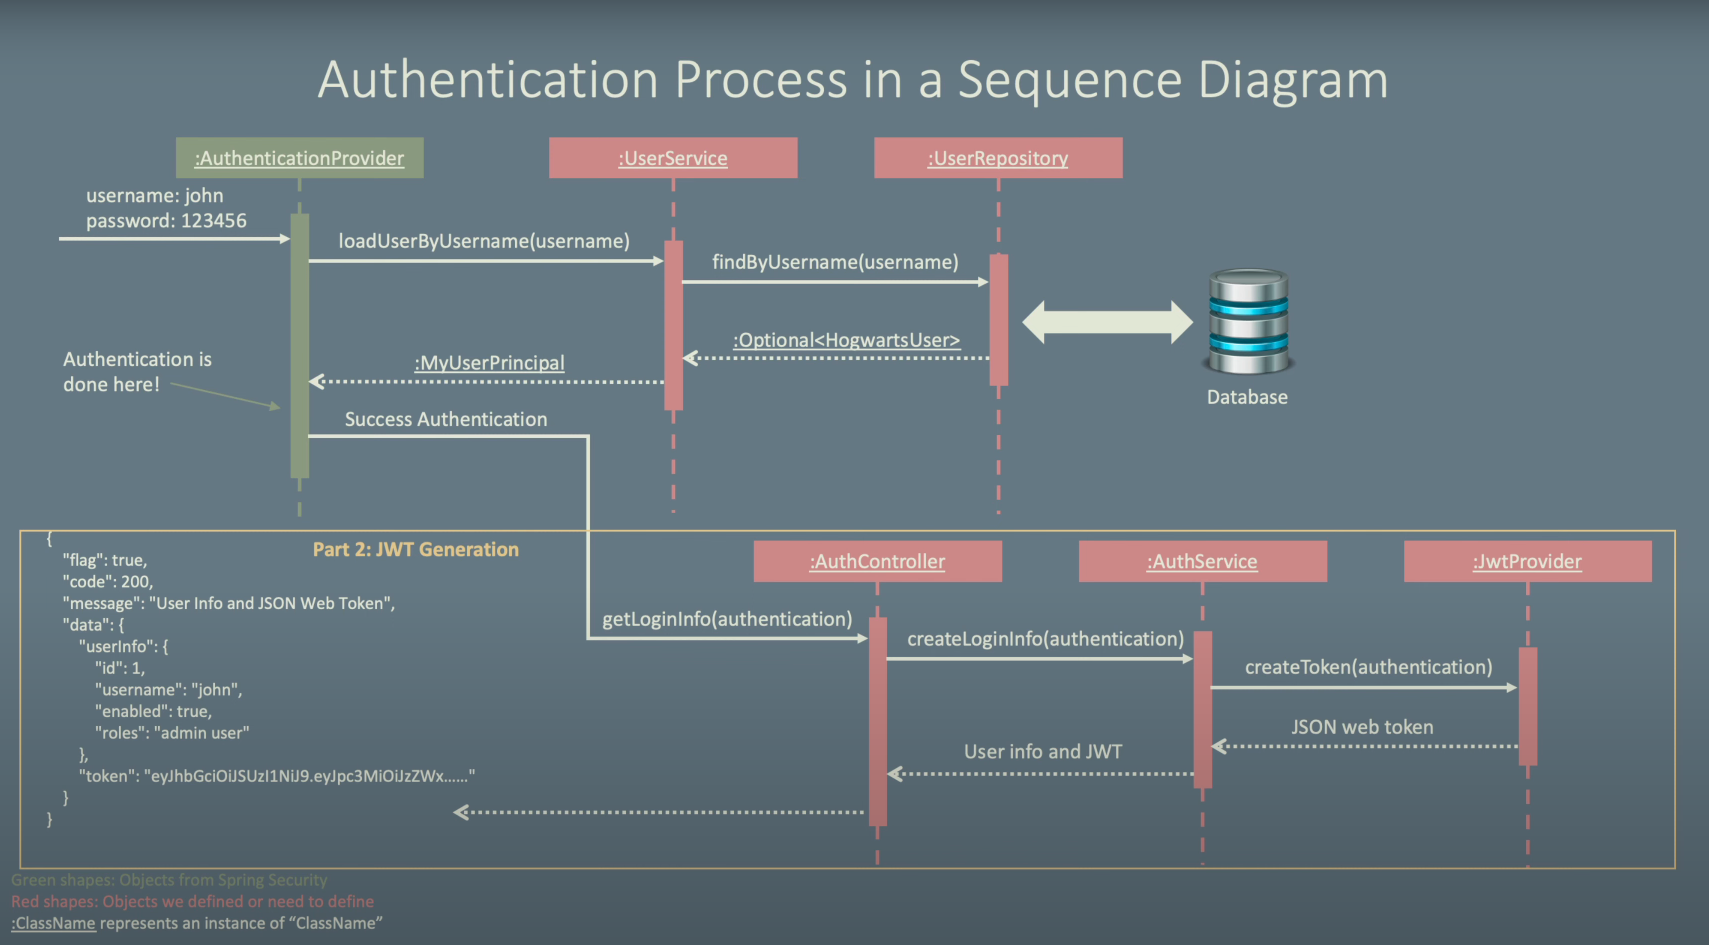 Authentication Process in a Sequence Diagram
:AuthenticationProvider
:UserService
:UserRepository
username: john
password: 123456
loadUserByUsername(username)
findByUsername(username)
:Optional<HogwartsUser>
:MyUserPrincipal
Authentication is
done here!
Success Authentication
Database
Part 2: JWT Generation
{
"flag": true,
"code": 200,
"message": "User Info and JSON Web Token",
"data": {
"userInfo": {
"id": 1,
"username": "john",
"enabled": true,
"roles": "admin user"
},
"token": "eyJhbGciOiJSUzI1NiJ9.eyJpc3MiOiJzZWx......"
}
}
:AuthController
:AuthService
:JwtProvider
getLoginInfo(authentication)
createLoginInfo(authentication)
createToken(authentication)
JSON web token
User info and JWT
Green shapes: Objects from Spring Security
Red shapes: Objects we defined or need to define
:ClassName represents an instance of “ClassName”